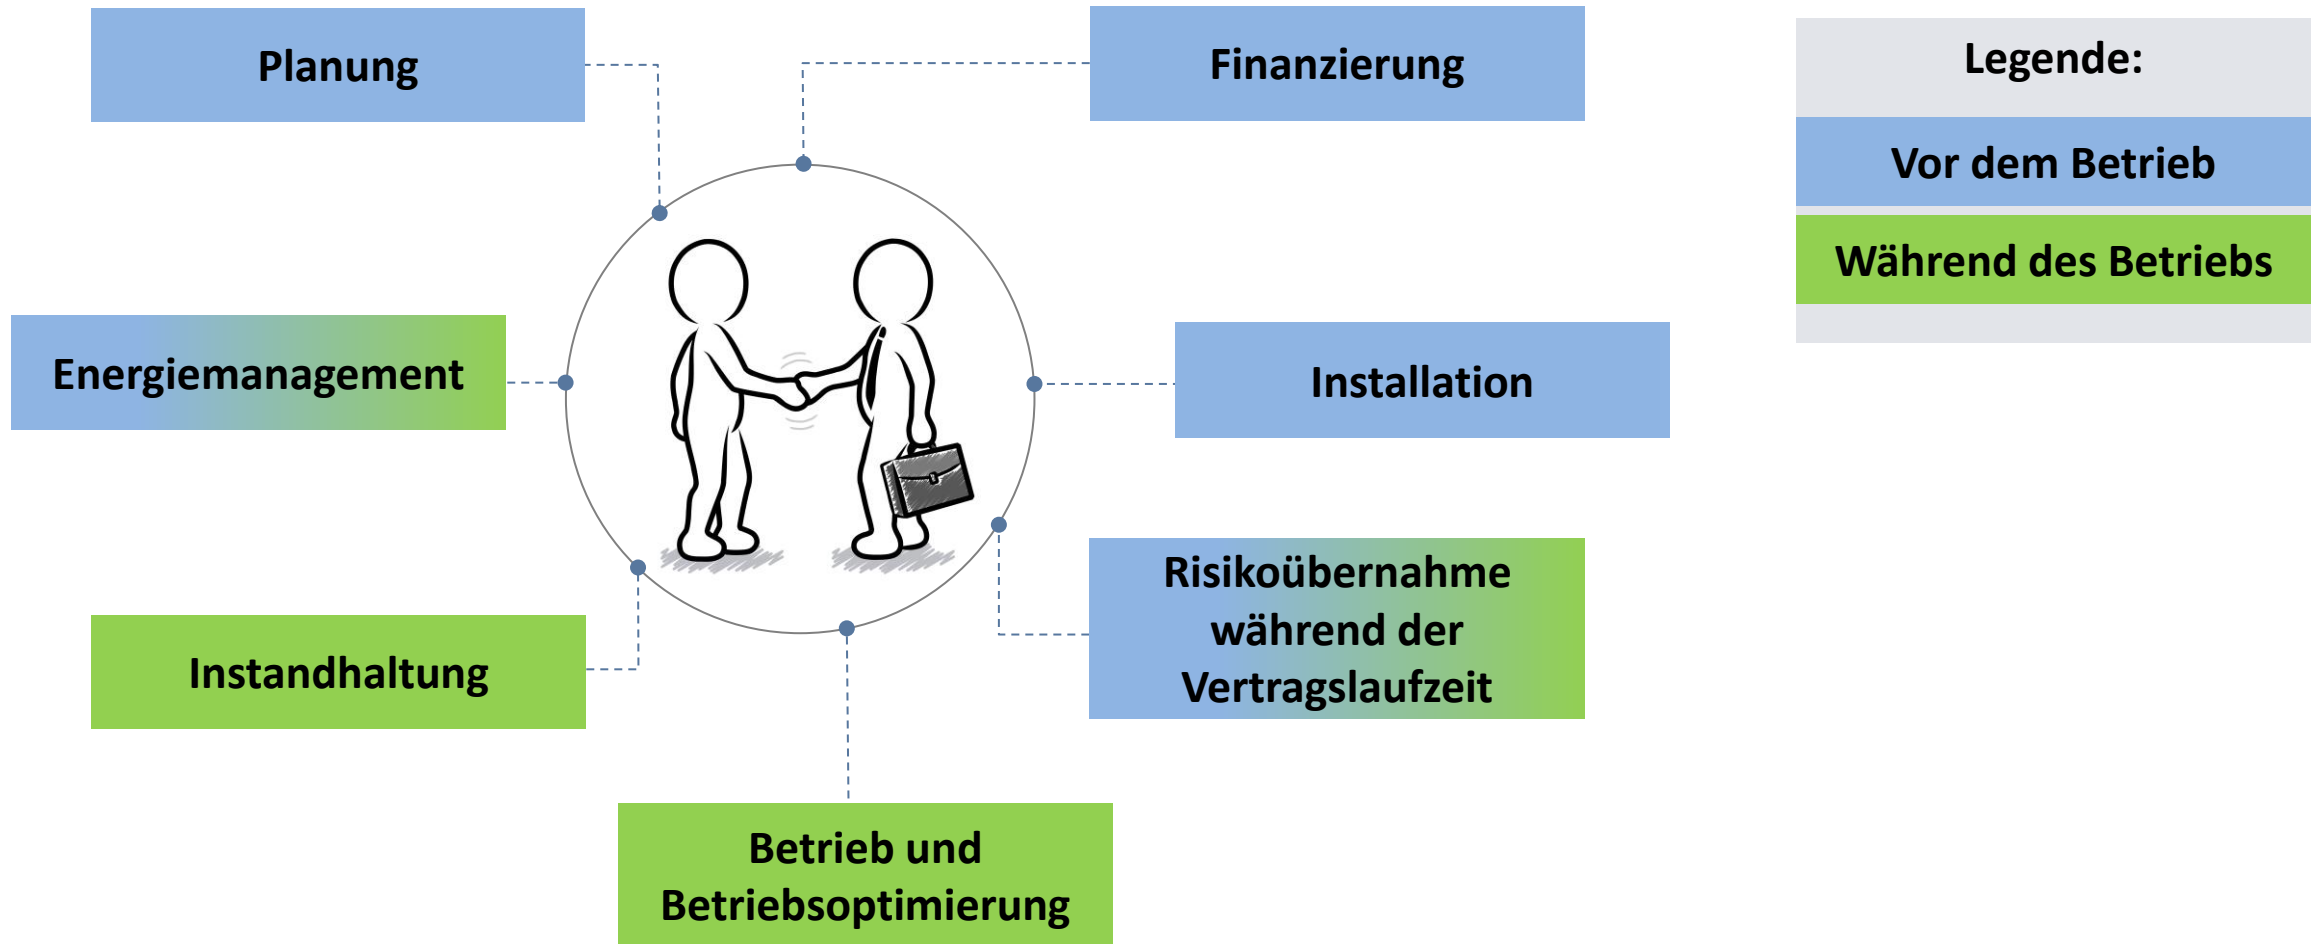 Planung
Finanzierung
Legende:
Vor dem Betrieb
Während des Betriebs
Energiemanagement
Installation
Risikoübernahme
während der
Vertragslaufzeit
Instandhaltung
Betrieb und
Betriebsoptimierung